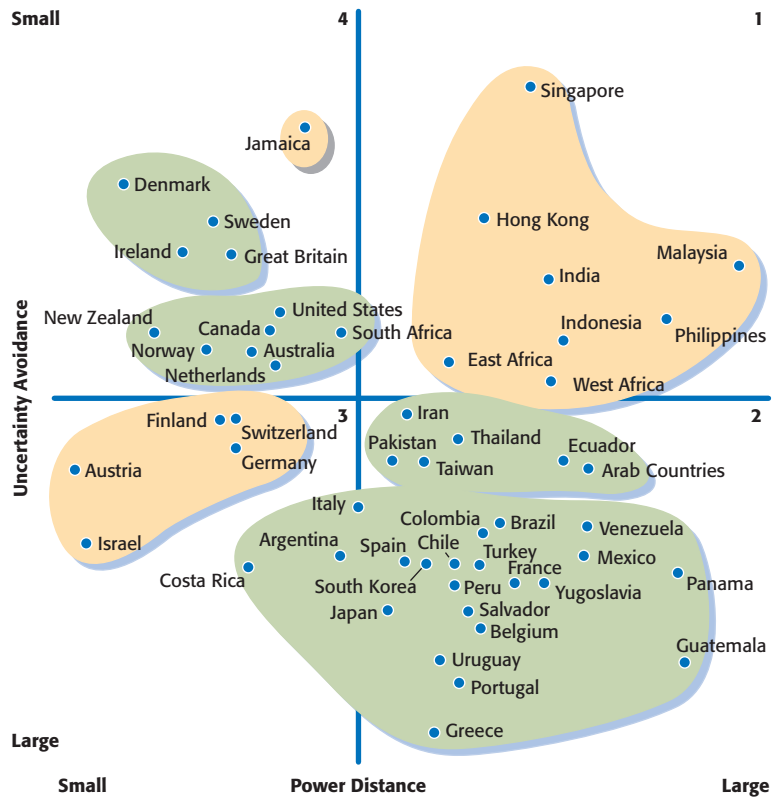 Small
4
1
Singapore
Jamaica
Denmark
Sweden
Hong Kong
Ireland
Great Britain
Malaysia
India
United States
New Zealand
Canada
South Africa
Indonesia
Philippines
Norway
Australia
East Africa
Netherlands
West Africa
Uncertainty Avoidance
Finland
3
Iran
2
Switzerland
Thailand
Pakistan
Ecuador
Germany
Taiwan
Arab Countries
Austria
Italy
Colombia
Brazil
Venezuela
Argentina
Spain
Chile
Turkey
Mexico
Israel
France
Costa Rica
South Korea
Peru
Yugoslavia
Panama
Japan
Salvador
Belgium
Guatemala
Uruguay
Portugal
Greece
Large
Small
Power Distance
Large